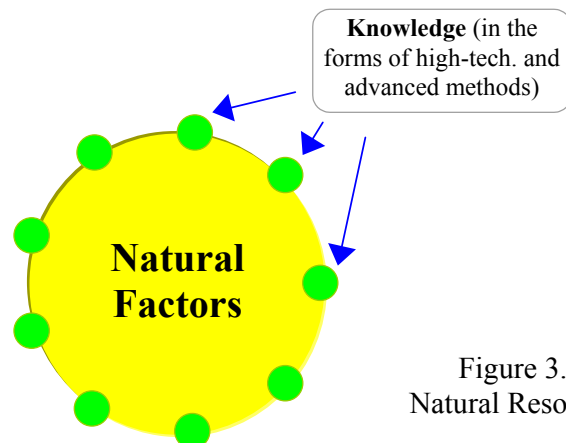 Knowledge (in the
forms of high-tech. and
advanced methods)
Natural
Factors
Figure 3.
Natural Reso